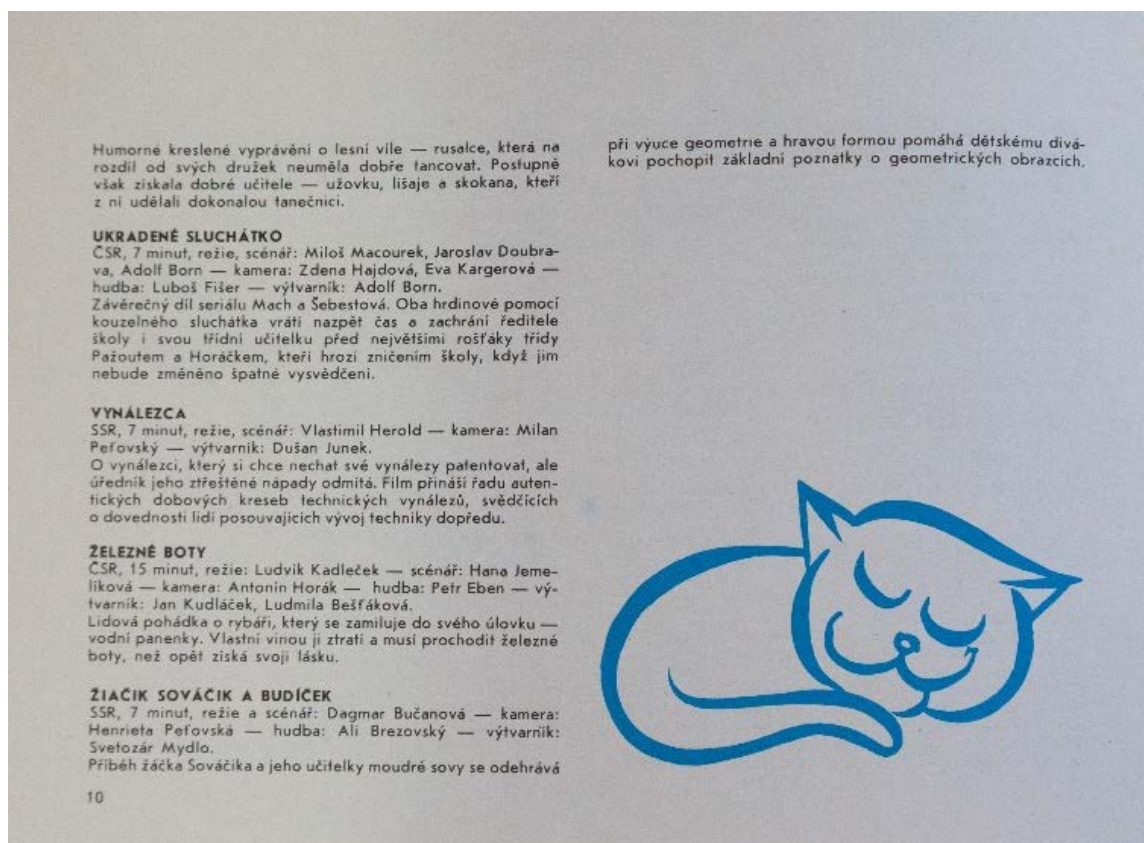 Humorné kreslené vyprávění o lesní víle — rusalce, která na
rozdíl od svých družek neuměla dobře tancovat. Postupně
však získala dobré učitele — užovku, lišaje a skokana, kteří
z ní udělali dokonalou tanečnici.
UKRADENÉ SLUCHÁTKO
ČSR, 7 minut, režie, scénář: Miloš Macourek, Jaroslav Doubra-
va, Adolf Born — kamera: Zdena Hajdová, Eva Kargerová —
hudba: Luboš Fišer — výtvarník: Adolf Born.
Závěrečný díl seriálu Mach a Šebestová. Oba hrdinové pomocí
kouzelného sluchátka vrátí nazpět čas a zachrání ředitele
školy i svou třídní učitelku před největšími rošťáky třídy
Pažoutem a Horáčkem, kteří hrozí zničením školy, když jim
nebude změněno špatné vysvědčení.
VYNÁLEZCA
SSR, 7 minut, režie, scénář: Vlastimil Herold — kamera: Milan
Peťovský — výtvarník: Dušan Junek.
O vynálezci, který si chce nechat své vynálezy patentovat, ale
úředník jeho ztřeštěné nápady odmítá. Film přináší řadu auten-
tických dobových kreseb technických vynálezů, svědčících
o dovednosti lidí posouvajících vývoj techniky dopředu.
ŽELEZNÉ BOTY
ČSR, 15 minut, režie: Ludvík Kadleček — scénář: Hana Jeme-
líková — kamera: Antonín Horák — hudba: Petr Eben — vý-
tvarník: Jan Kudláček, Ludmila Bešťáková.
Lidová pohádka o rybáři, který se zamiluje do svého úlovku —
vodní panenky. Vlastní vinou ji ztratí a musí prochodit železné
boty, než opět získá svoji lásku.
ŽIAČIK SOVÁČIK A BUDÍČEK
SSR, 7 minut, režie a scénář: Dagmar Bučanová — kamera:
Henrieta Peťovská — hudba: Ali Brezovský — výtvarník:
Svetozár Mydlo.
Příběh žáčka Sováčika a jeho učitelky moudré sovy se odehrává
10
při výuce geometrie a hravou formou pomáhá dětskému divá-
kovi pochopit základní poznatky o geometrických obrazcích.